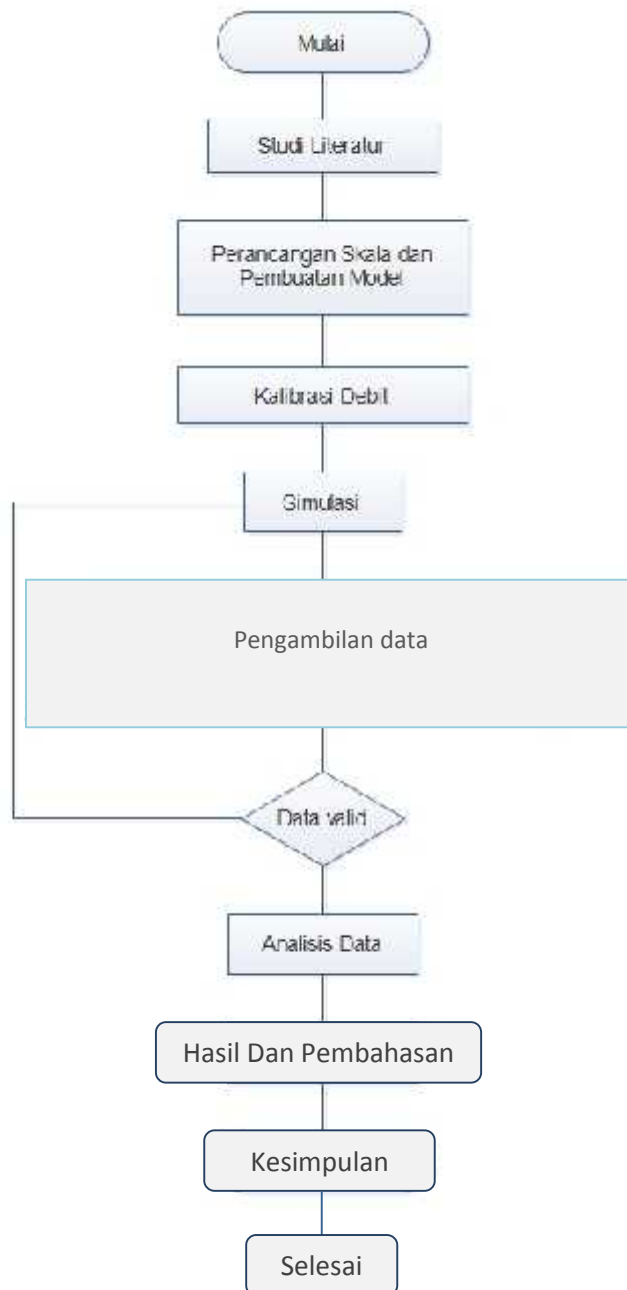 Mulai
Studi Literatur
Perancangan Skala dan
Pembuatan Model
Kalibrasi Debit
Simulasi
Pengambilan data
Data valid
Analisis Data
Hasil Dan Pembahasan
Kesimpulan
Selesai